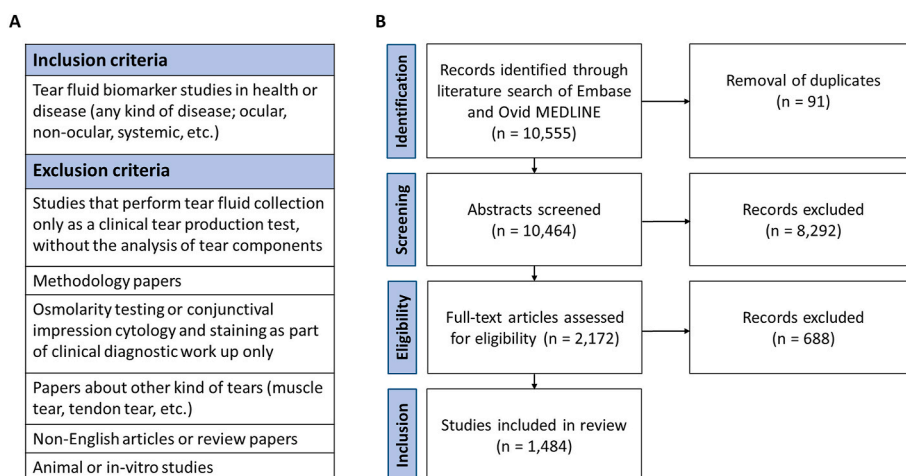 A
Inclusion criteria
Tear fluid biomarker studies in health or
disease (any kind of disease; ocular,
non-ocular, systemic, etc.)
Exclusion criteria
Studies that perform tear fluid collection
only as a clinical tear production test,
without the analysis of tear components
Methodology papers
Osmolarity testing or conjunctival
impression cytology and staining as part
of clinical diagnostic work up only
Papers about other kind of tears (muscle
tear, tendon tear, etc.)
Non-English articles or review papers
Animal or in-vitro studies
B
Identification
Records identified through
literature search of Embase
and Ovid MEDLINE
(n = 10,555)
Removal of duplicates
(n = 91)
Screening
Abstracts screened
(n = 10,464)
Records excluded
(n = 8,292)
Eligibility
Full-text articles assessed
for eligibility (n = 2,172)
Records excluded
(n = 688)
Inclusion
Studies included in review
(n = 1,484)